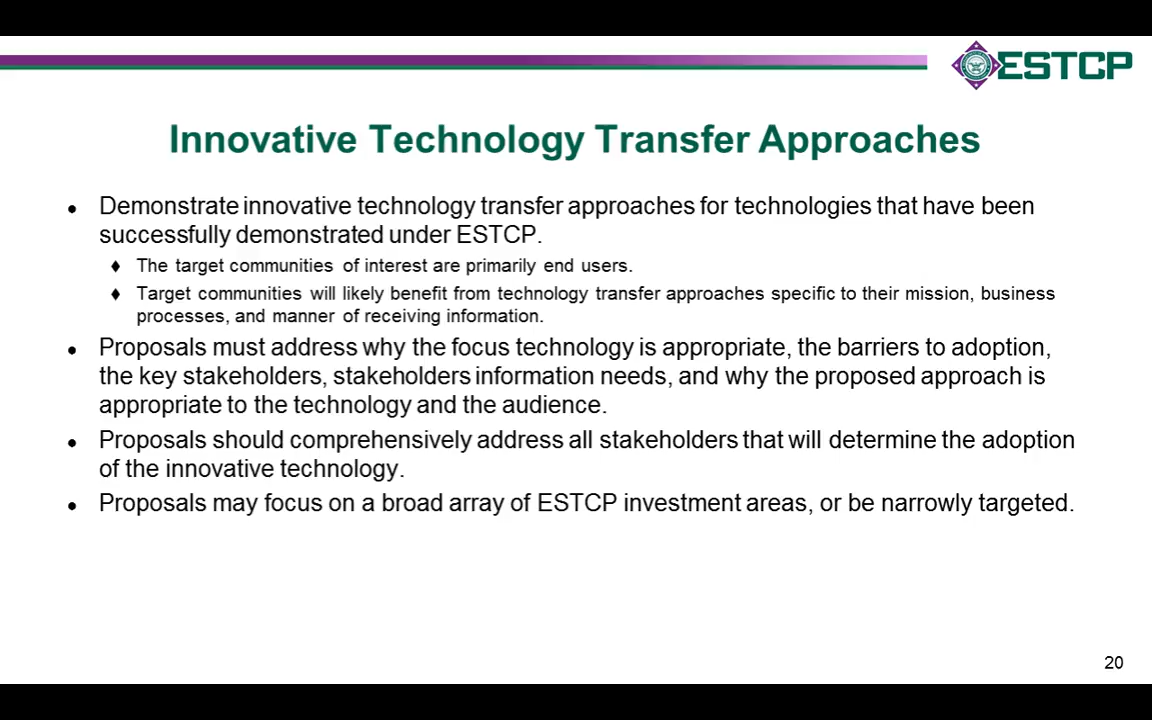 ESTCP
Innovative Technology Transfer Approaches
• Demonstrate innovative technology transfer approaches for technologies that have been
successfully demonstrated under ESTCP.
♦ The target communities of interest are primarily end users.
♦ Target communities will likely benefit from technology transfer approaches specific to their mission, business
processes, and manner of receiving information.
• Proposals must address why the focus technology is appropriate, the barriers to adoption,
the key stakeholders, stakeholders information needs, and why the proposed approach is
appropriate to the technology and the audience.
• Proposals should comprehensively address all stakeholders that will determine the adoption
of the innovative technology.
• Proposals may focus on a broad array of ESTCP investment areas, or be narrowly targeted.
20